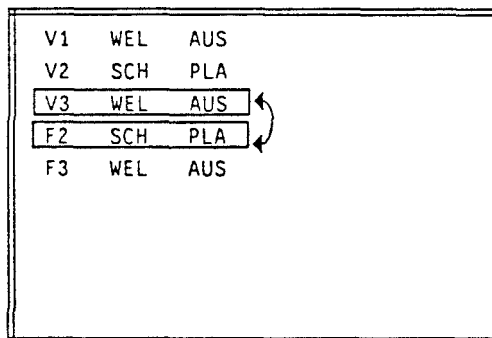 V1 WEL AUS
V2 SCH PLA
V3 WEL AUS
F2 SCH PLA
F3 WEL AUS